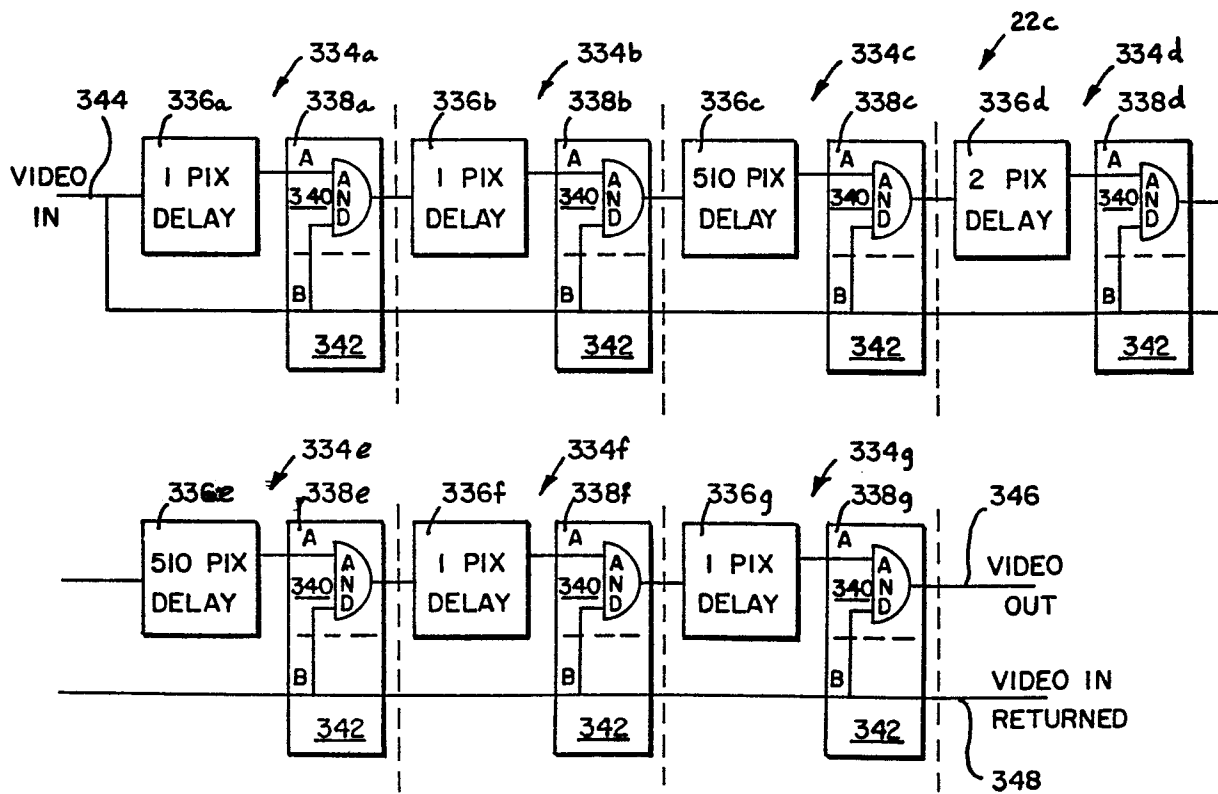 22c
334a 334b 334c 334d
344 336a 338a 336b 338b 336c 338c 336d 338d
VIDEO IN
1 PIX DELAY
A
340
AND
B
342
1 PIX DELAY
A
340
AND
B
342
510 PIX DELAY
A
340
AND
B
342
2 PIX DELAY
A
340
AND
B
342
334e 334f 334g
336e 338e 336f 338f 336g 338g 346
510 PIX DELAY
A
340
AND
B
342
1 PIX DELAY
A
340
AND
B
342
1 PIX DELAY
A
340
AND
B
342
VIDEO OUT
VIDEO IN RETURNED
348